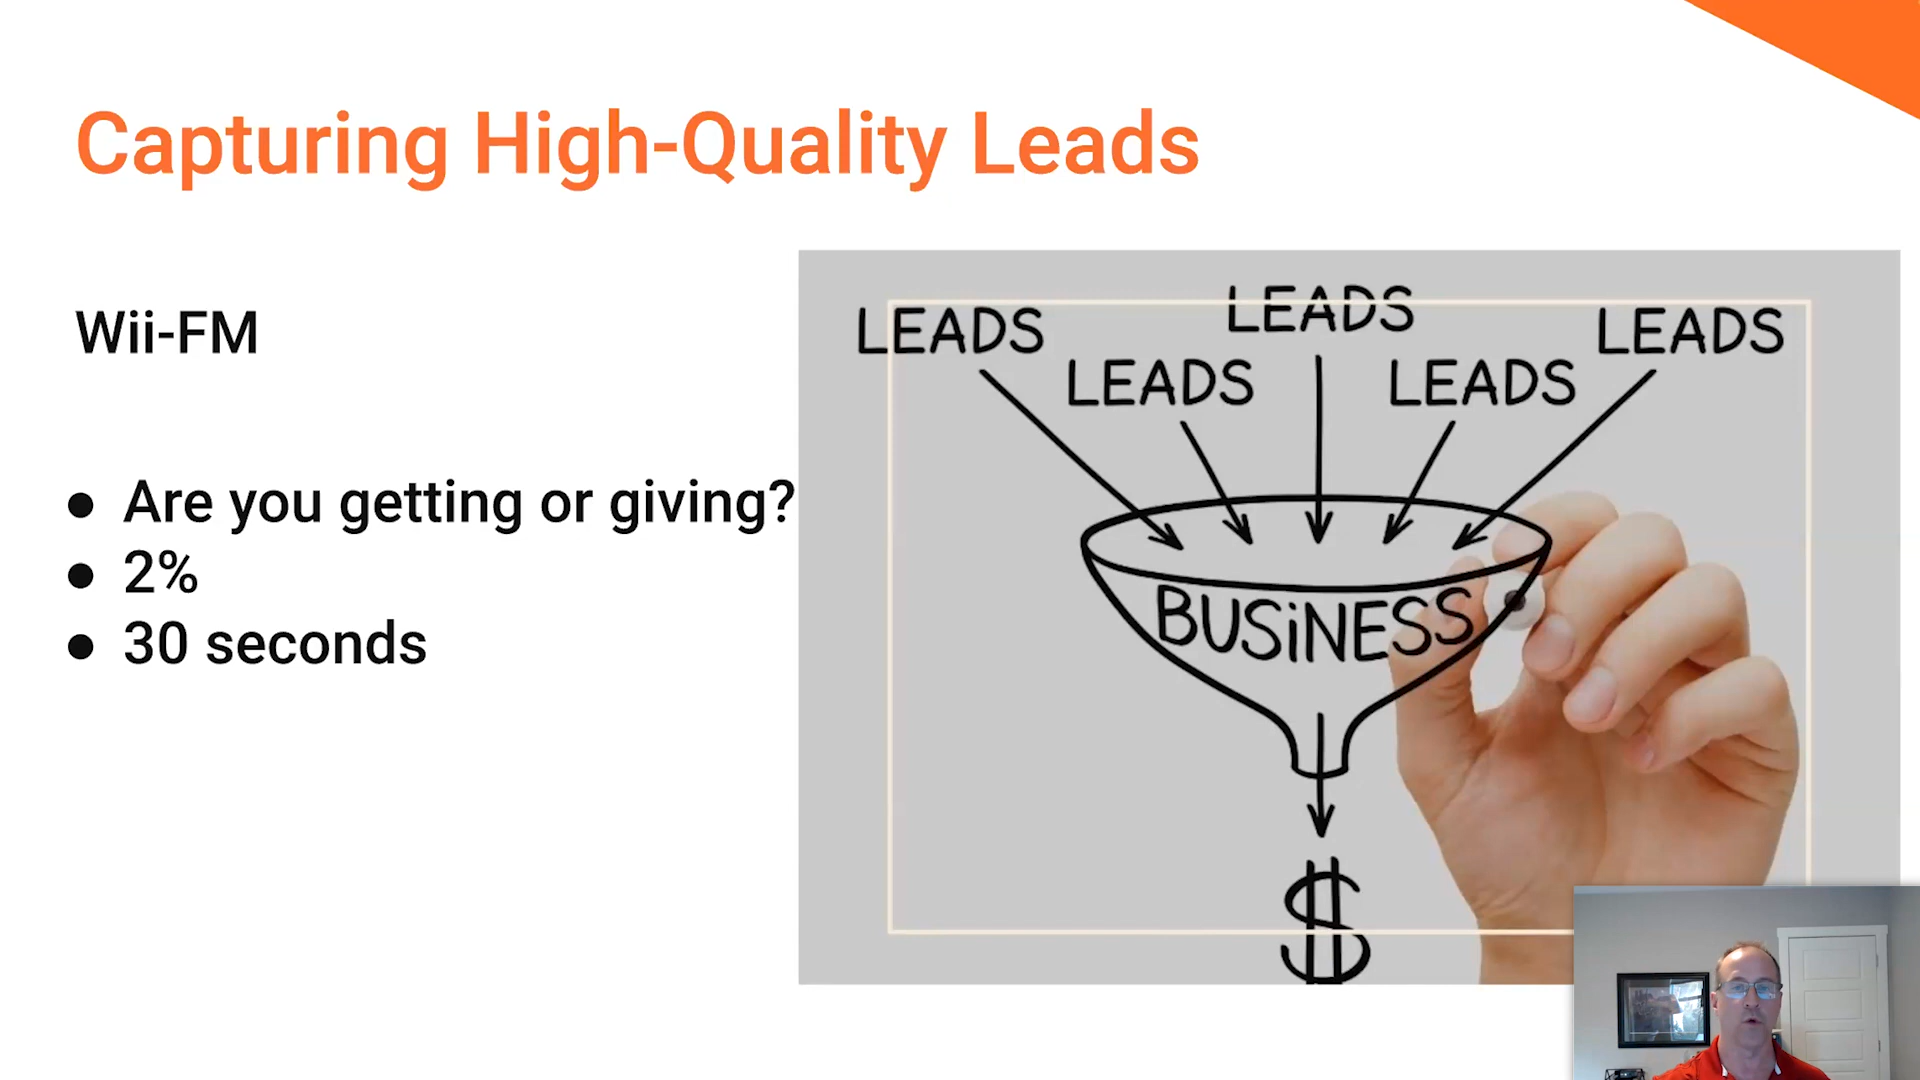 Capturing High-Quality Leads
Wii-FM
● Are you getting or giving?
● 2%
● 30 seconds
LEADS
LEADS
LEADS
LEADS
LEADS
BUSiNESS
$